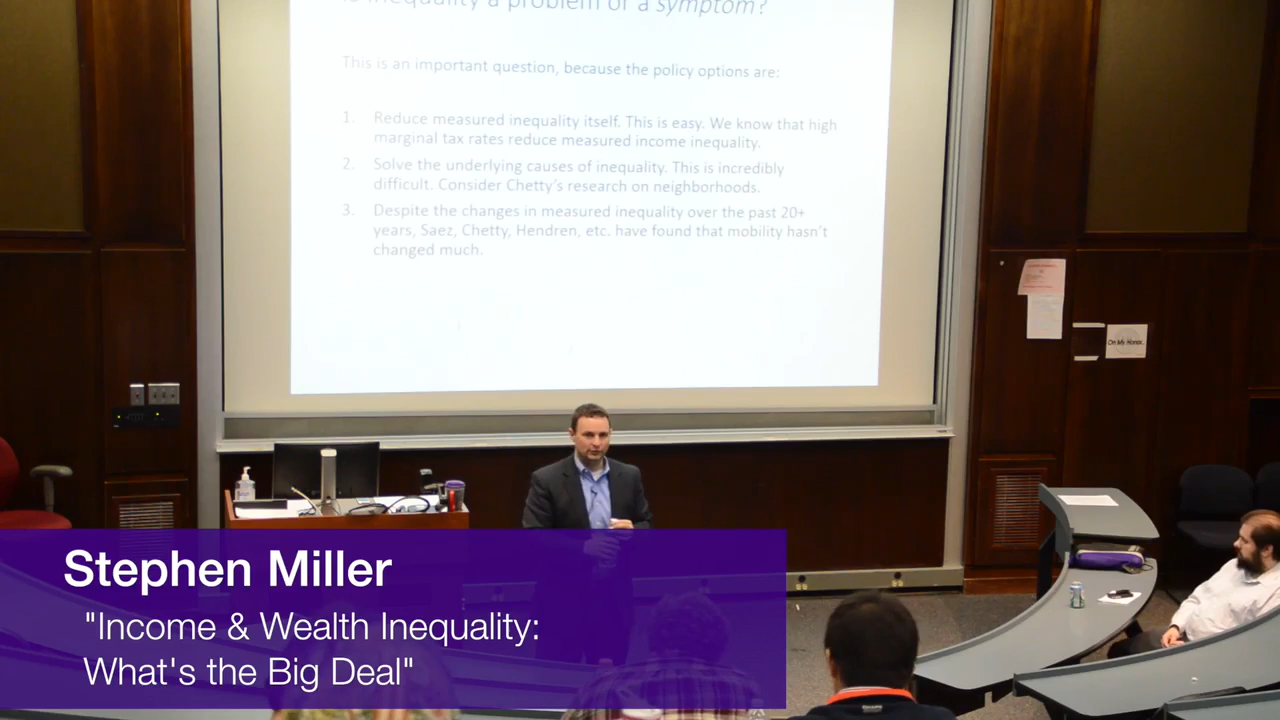 Is inequality a problem or a symptom?
This is an important question, because the policy options are:
1. Reduce measured inequality itself. This is easy. We know that high
marginal tax rates reduce measured income inequality.
2. Solve the underlying causes of inequality. This is incredibly
difficult. Consider Chetty's research on neighborhoods.
3. Despite the changes in measured inequality over the past 20+
years, Saez, Chetty, Hendren, etc. have found that mobility hasn't
changed much.
On My Honor.
Stephen Miller
"Income & Wealth Inequality:
What's the Big Deal"